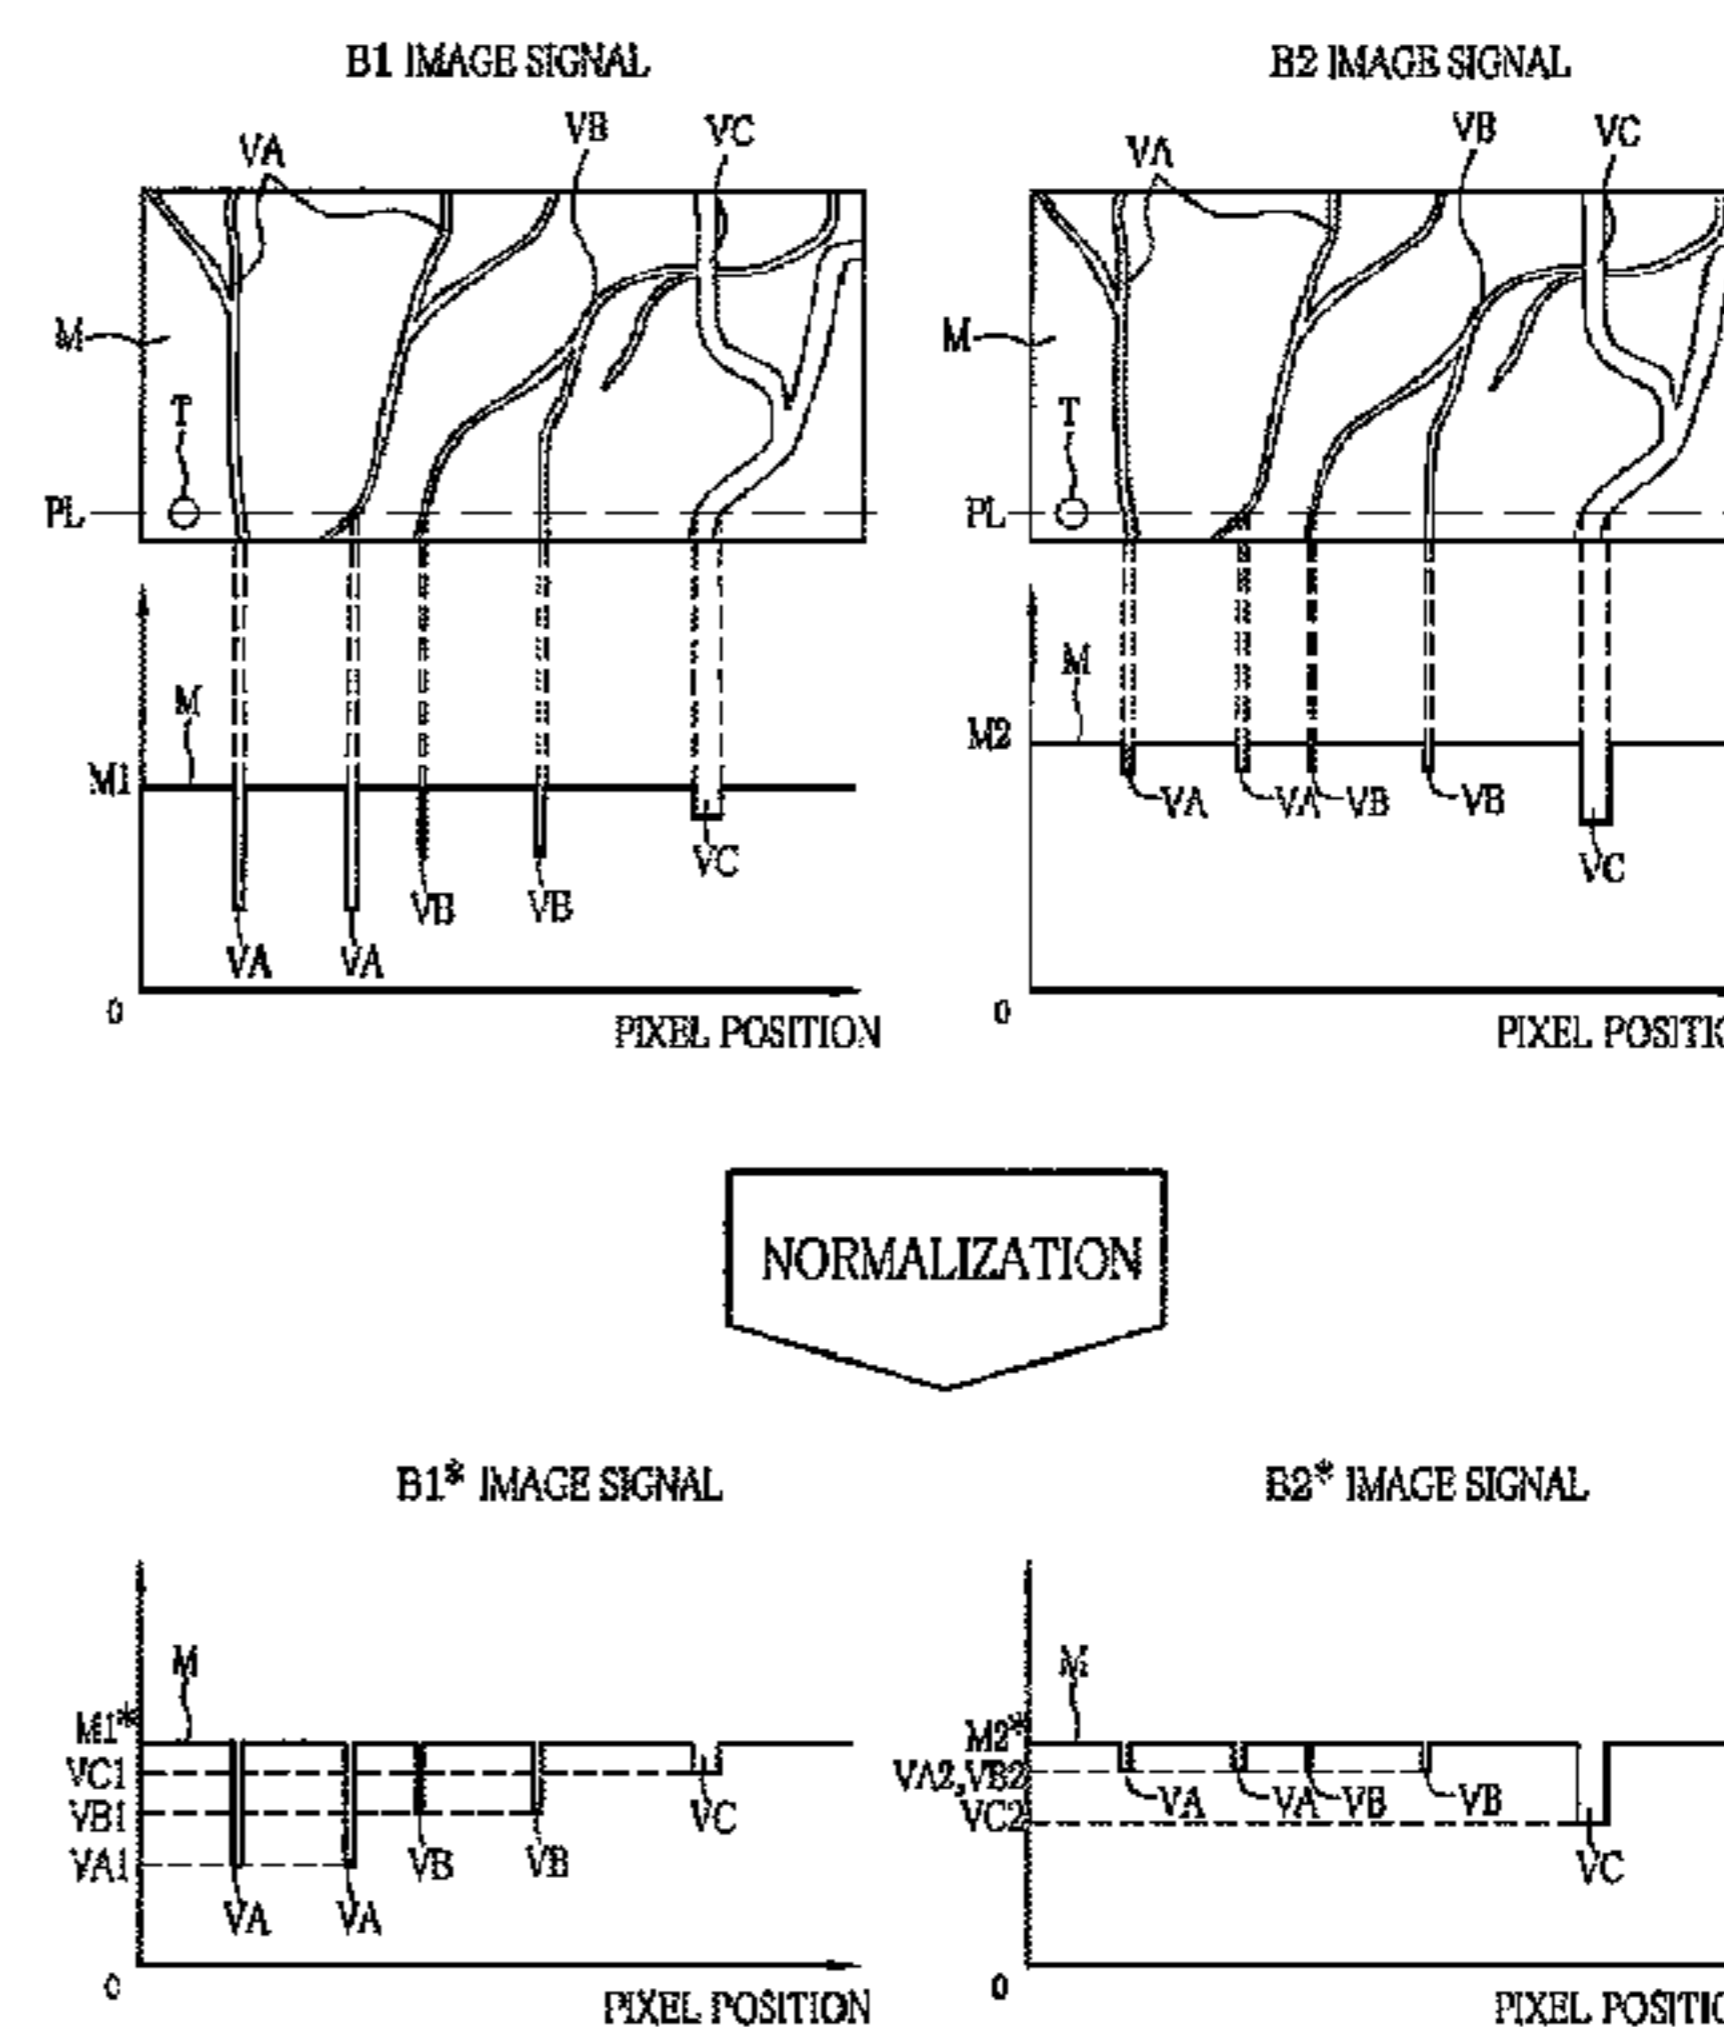 B1 IMAGE SIGNAL
VA
VB
VC
M
T
PL
M
M1
VA
VA
VB
VB
VC
0
PIXEL POSITION
B2 IMAGE SIGNAL
VA
VB
VC
M
T
PL
M
M2
VA
VA
VB
VB
VC
0
PIXEL
NORMALIZATION
B1* IMAGE SIGNAL
M
M1*
VC1
VB1
VA1
VA
VA
VB
VB
VC
0
PIXEL POSITION
B2* IMAGE SIGNAL
M
M2*
VA2,VB2
VC2
VA
VA
VB
VB
VC
0
PIXEL